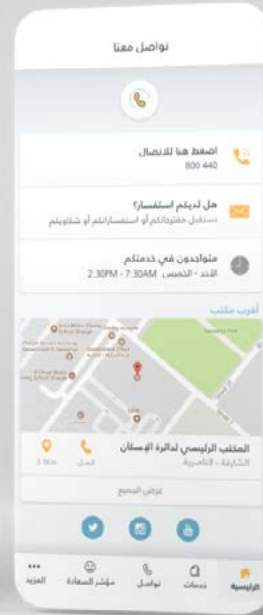 تواصل معنا
اضغط هنا للاتصال
800 440
هل لديكم استفسار؟
نستقبل مقترحاتكم أو استفساراتكم أو شكاويكم
متواجدون في خدمتكم
الأحد - الخميس 7:30AM - 2:30PM
أقرب مكتب
المكتب الرئيسي لدائرة الإسكان
الشارقة - الناصرية
اتصل
عرض الجميع
الرئيسية
خدمات
تواصل
مؤشر السعادة
المزيد